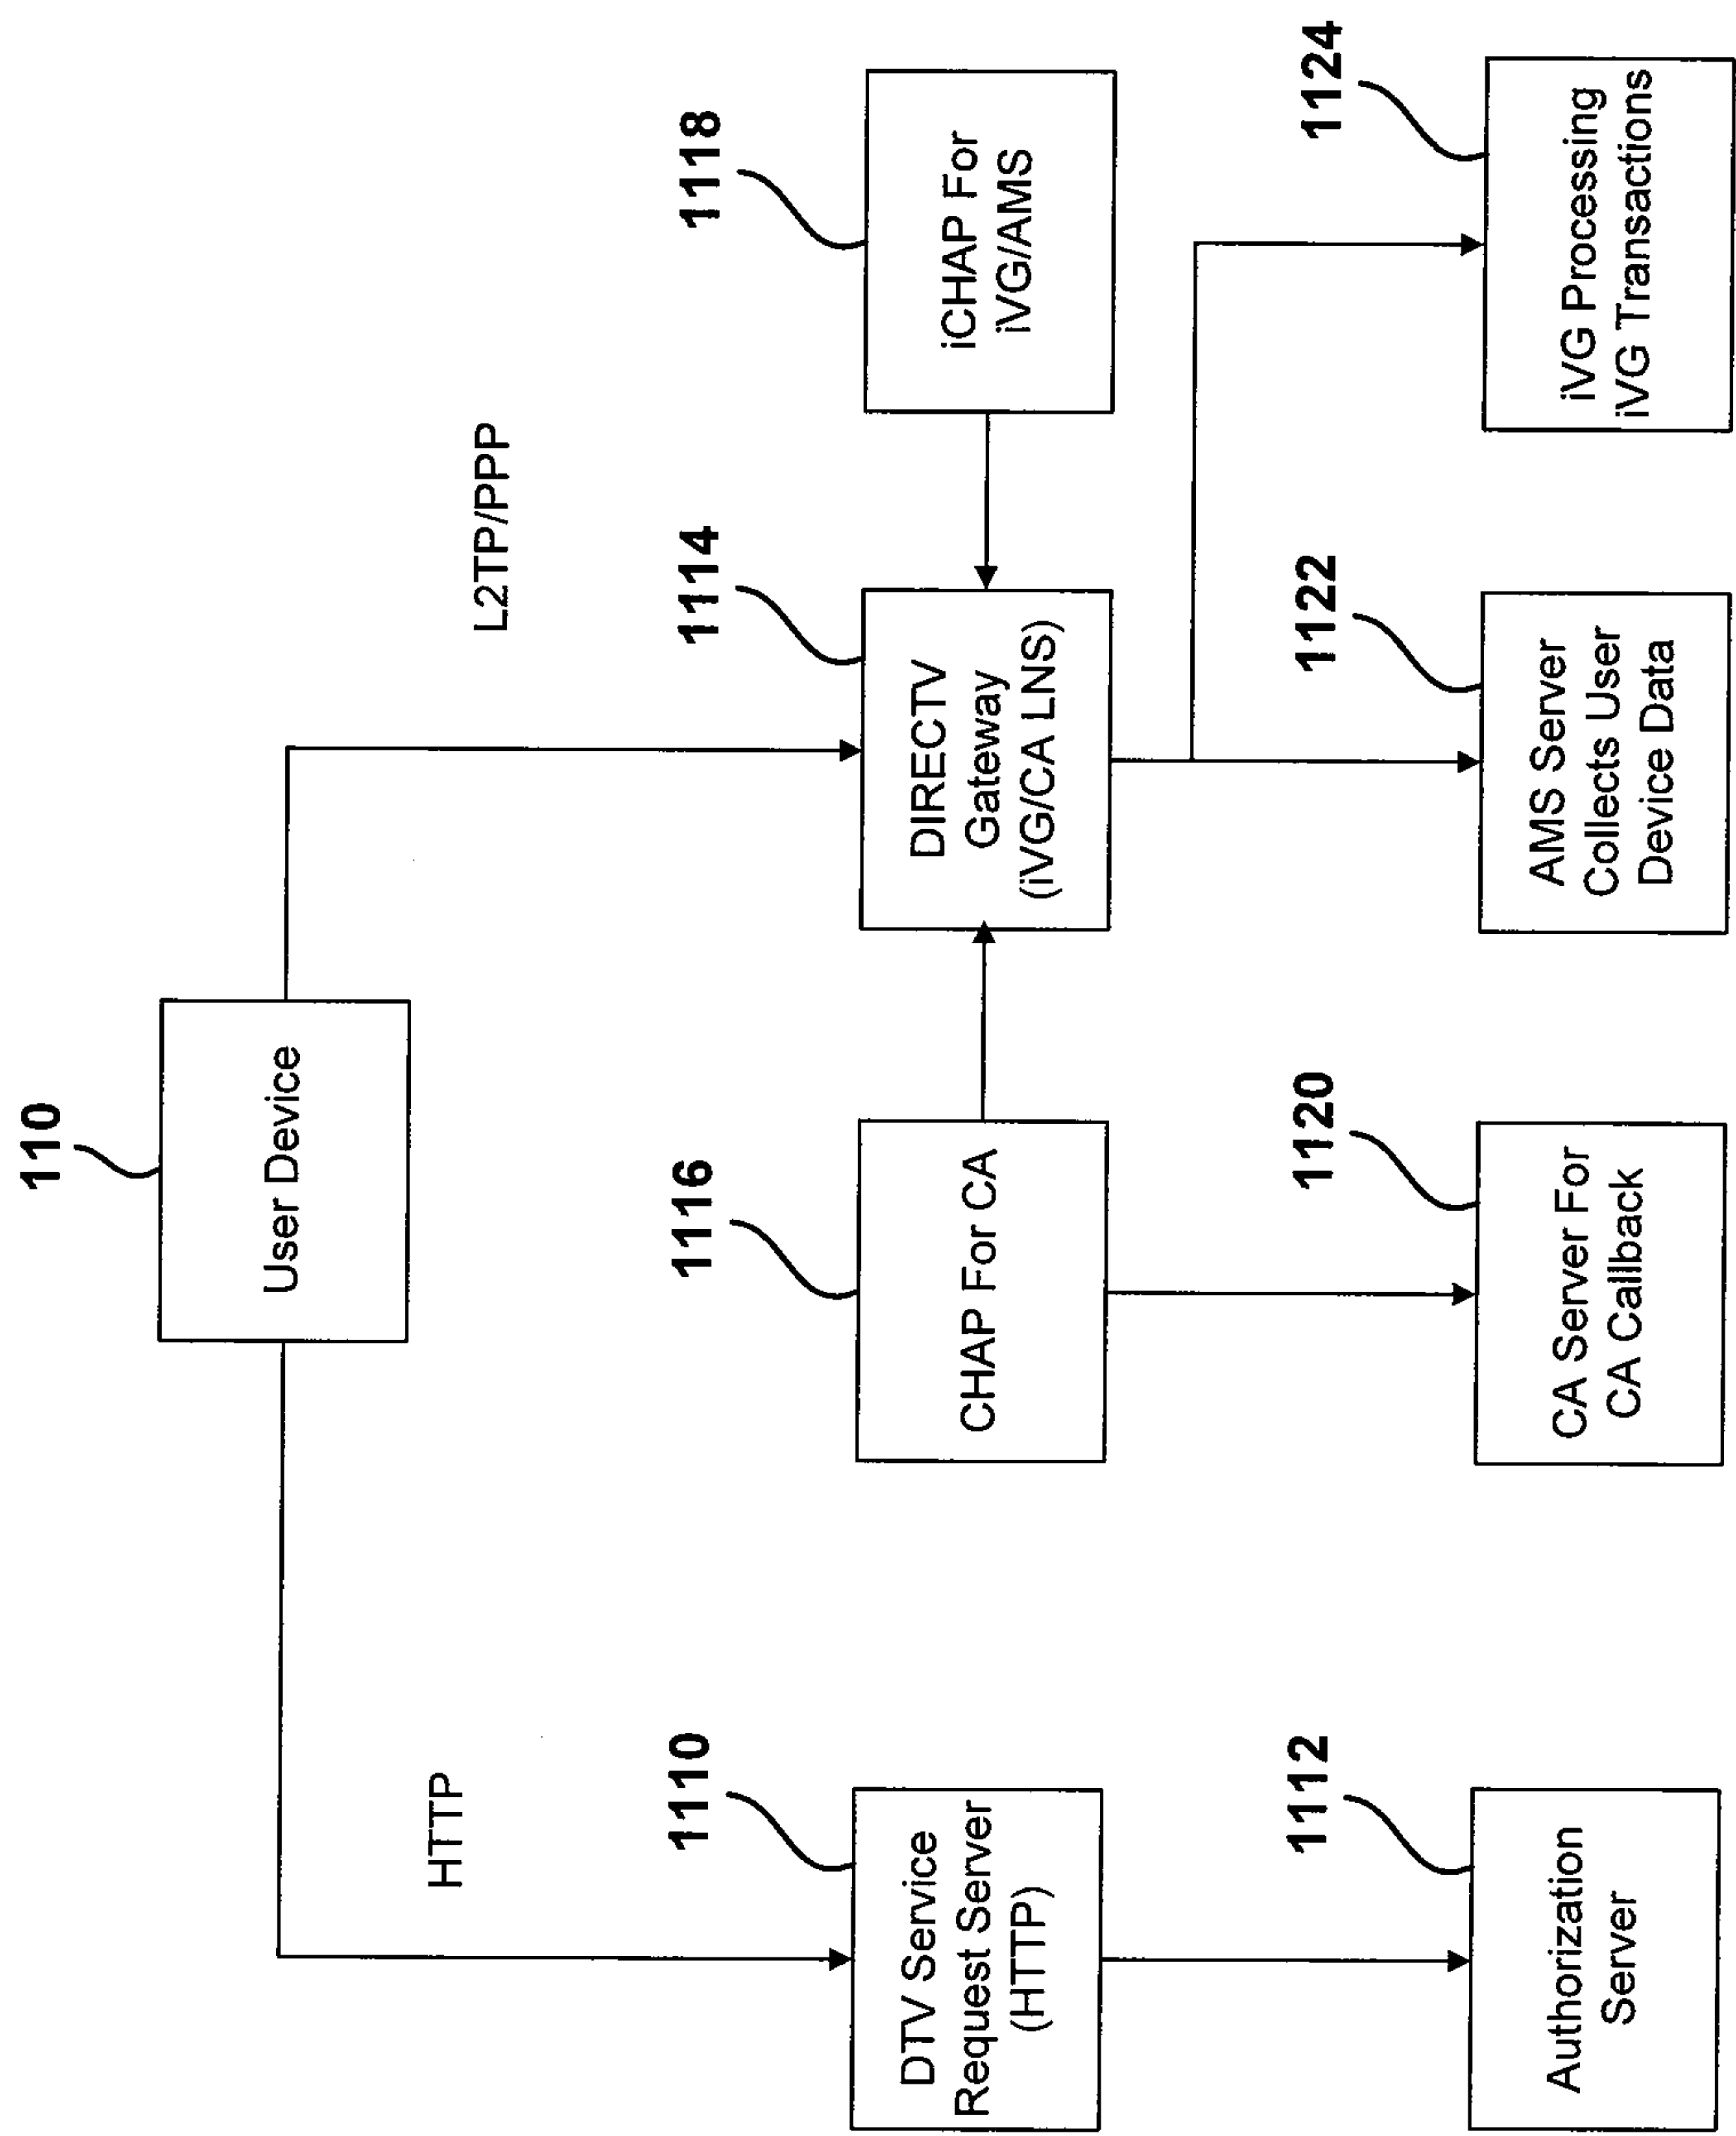 110
User Device
HTTP
L2TP/PPP
1110
DTV Service
Request Server
(HTTP)
1116
CHAP For CA
1114
DIRECTV
Gateway
(iVG/CA LNS)
1118
iCHAP For
iVG/AMS
1112
Authorization
Server
1120
CA Server For
CA Callback
1122
AMS Server
Collects User
Device Data
1124
iVG Processing
iVG Transactions